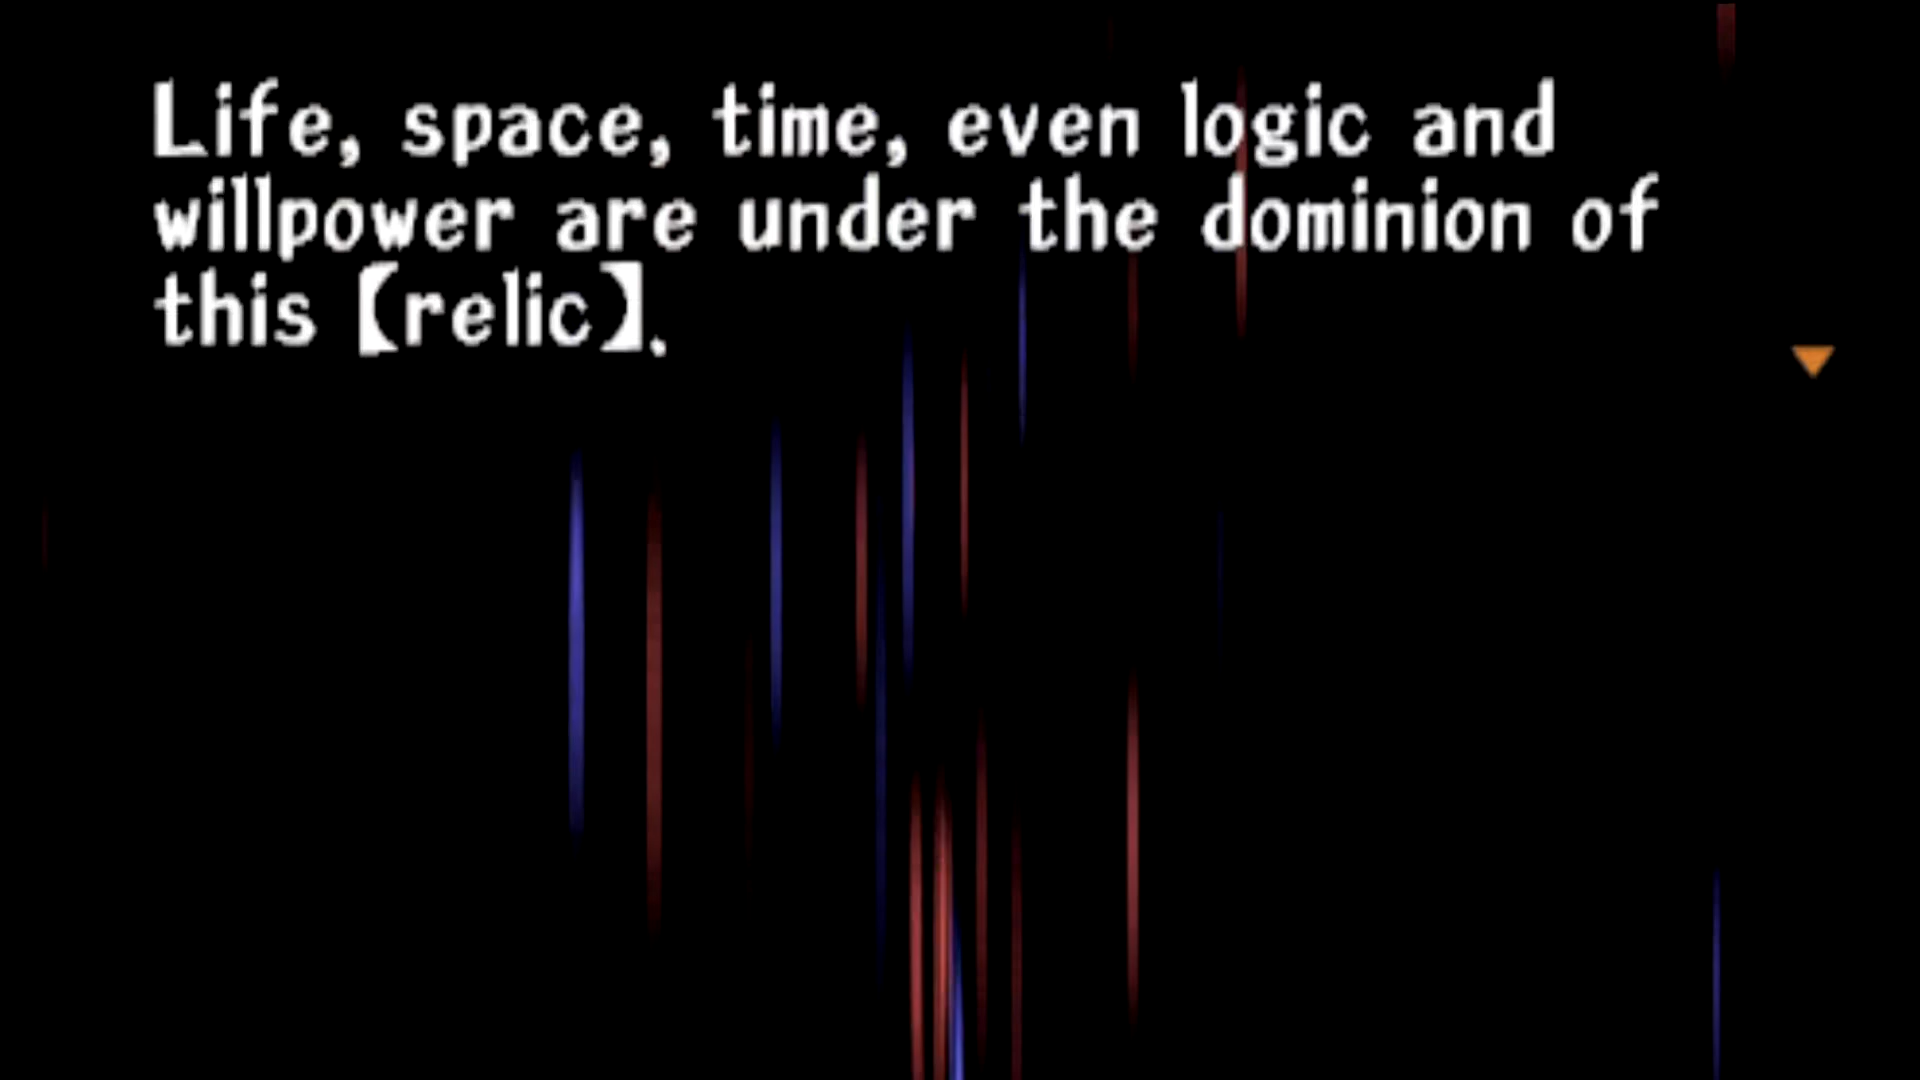 Life, space, time, even logic and
willpower are under the dominion of
this 【relic】.